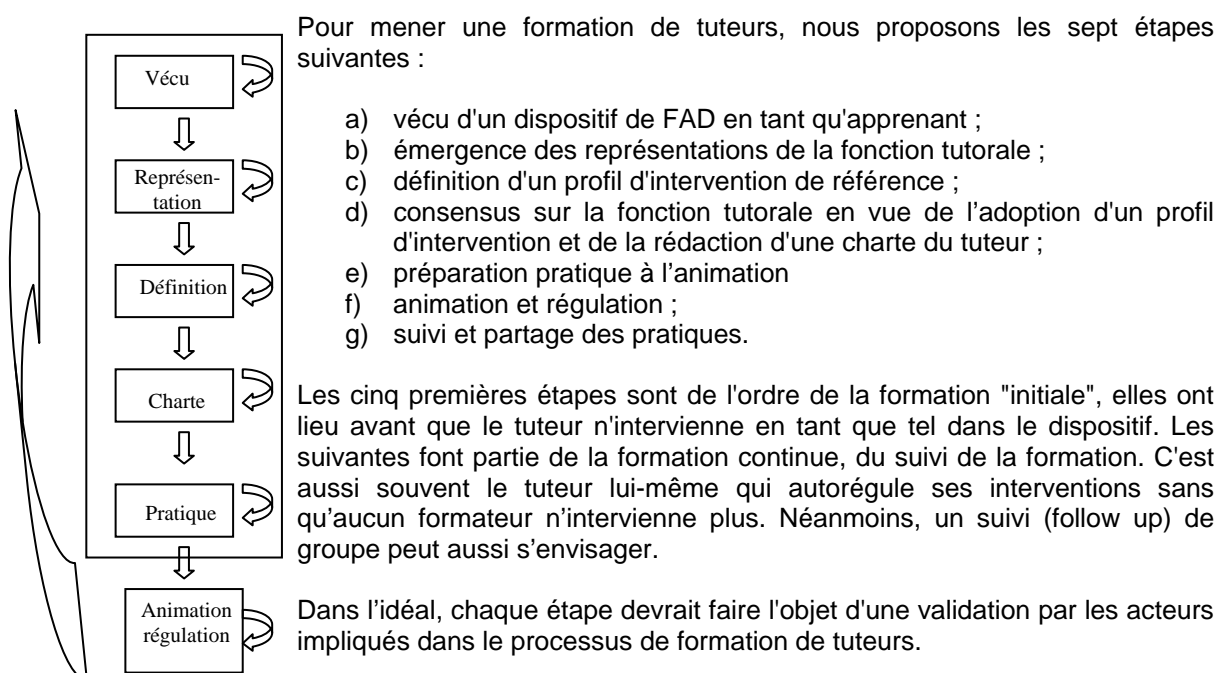 Vécu
Représen-
tation
Définition
Charte
Pratique
Animation
régulation
Pour mener une formation de tuteurs, nous proposons les sept étapes
suivantes :
a) vécu d'un dispositif de FAD en tant qu'apprenant ;
b) émergence des représentations de la fonction tutorale ;
c) définition d'un profil d'intervention de référence ;
d) consensus sur la fonction tutorale en vue de l’adoption d'un profil
d'intervention et de la rédaction d'une charte du tuteur ;
e) préparation pratique à l’animation
f) animation et régulation ;
g) suivi et partage des pratiques.
Les cinq premières étapes sont de l'ordre de la formation "initiale", elles ont
lieu avant que le tuteur n'intervienne en tant que tel dans le dispositif. Les
suivantes font partie de la formation continue, du suivi de la formation. C'est
aussi souvent le tuteur lui-même qui autorégule ses interventions sans
qu’aucun formateur n’intervienne plus. Néanmoins, un suivi (follow up) de
groupe peut aussi s’envisager.
Dans l’idéal, chaque étape devrait faire l'objet d'une validation par les acteurs
impliqués dans le processus de formation de tuteurs.